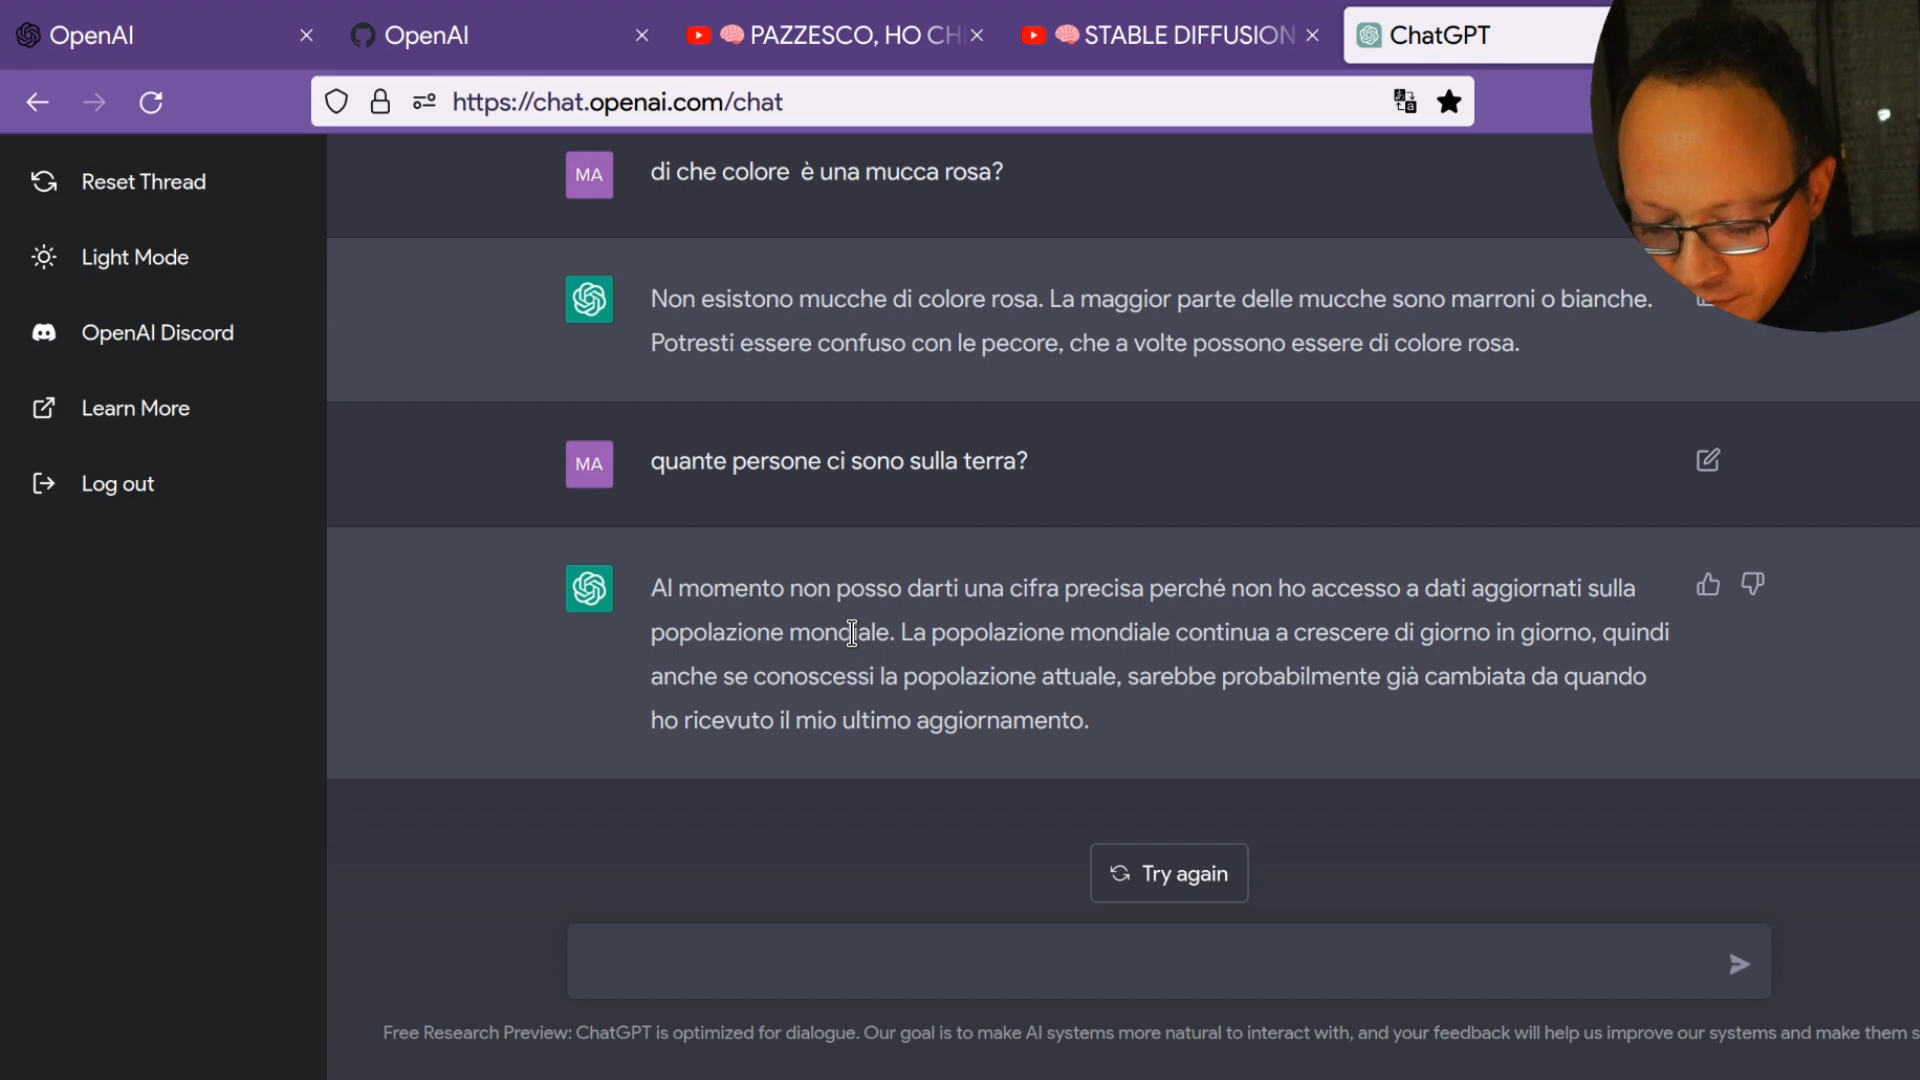 OpenAI
OpenAI
PAZZESCO, HO CH
STABLE DIFFUSION
ChatGPT
https://chat.openai.com/chat
Reset Thread
Light Mode
OpenAI Discord
Learn More
Log out
MA
di che colore  è una mucca rosa?
Non esistono mucche di colore rosa. La maggior parte delle mucche sono marroni o bianche.
Potresti essere confuso con le pecore, che a volte possono essere di colore rosa.
MA
quante persone ci sono sulla terra?
Al momento non posso darti una cifra precisa perché non ho accesso a dati aggiornati sulla
popolazione mondiale. La popolazione mondiale continua a crescere di giorno in giorno, quindi
anche se conoscessi la popolazione attuale, sarebbe probabilmente già cambiata da quando
ho ricevuto il mio ultimo aggiornamento.
Try again
Free Research Preview: ChatGPT is optimized for dialogue. Our goal is to make AI systems more natural to interact with, and your feedback will help us improve our systems and make them s